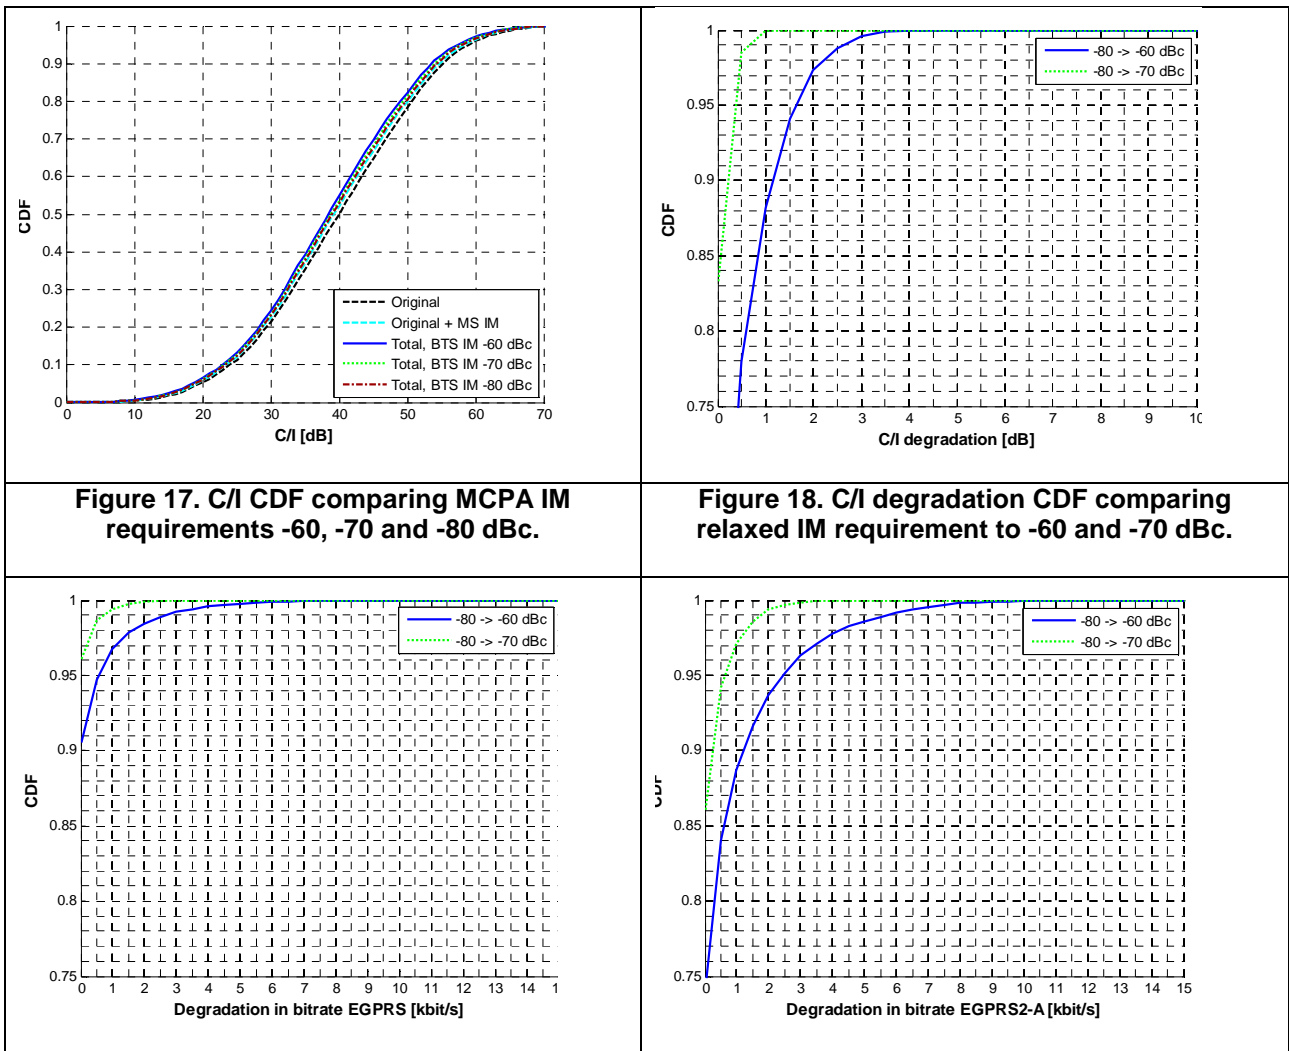 1
0.9
0.8
0.7
0.6
0.5
0.4
0.3
0.2
0.1
0
CDF
0 10 20 30 40 50 60 70
C/I [dB]
Original
Original + MS IM
Total, BTS IM -60 dBc
Total, BTS IM -70 dBc
Total, BTS IM -80 dBc
1
0.95
0.9
0.85
0.8
0.75
CDF
0 1 2 3 4 5 6 7 8 9 10
C/I degradation [dB]
-80 -> -60 dBc
-80 -> -70 dBc
Figure 17. C/I CDF comparing MCPA IM
requirements -60, -70 and -80 dBc.
Figure 18. C/I degradation CDF comparing
relaxed IM requirement to -60 and -70 dBc.
1
0.95
0.9
0.85
0.8
0.75
CDF
0 1 2 3 4 5 6 7 8 9 10 11 12 13 14
Degradation in bitrate EGPRS [kbit/s]
-80 -> -60 dBc
-80 -> -70 dBc
1
0.95
0.9
0.85
0.8
0.75
CDF
0 1 2 3 4 5 6 7 8 9 10 11 12 13 14 15
Degradation in bitrate EGPRS2-A [kbit/s]
-80 -> -60 dBc
-80 -> -70 dBc